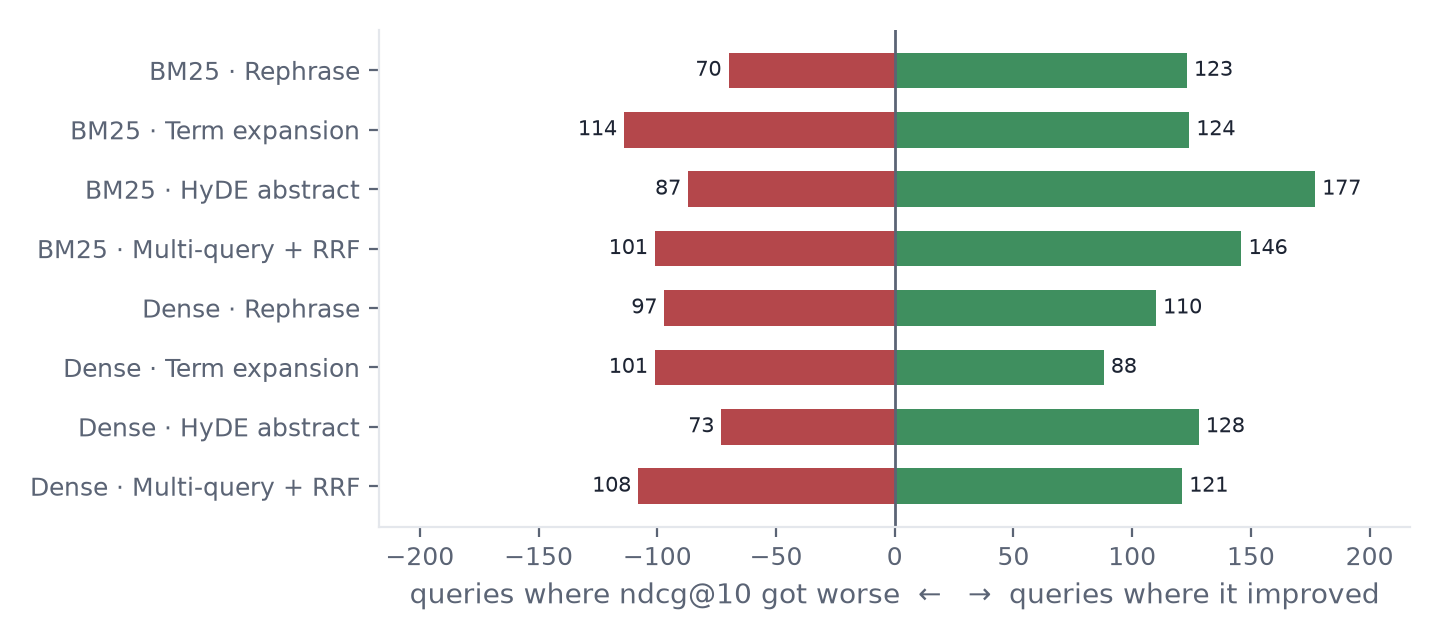 BM25 · Rephrase
70
123
BM25 · Term expansion
114
124
BM25 · HyDE abstract
87
177
BM25 · Multi-query + RRF
101
146
Dense · Rephrase
97
110
Dense · Term expansion
101
88
Dense · HyDE abstract
73
128
Dense · Multi-query + RRF
108
121
−200 −150 −100 −50 0 50 100 150 200
queries where ndcg@10 got worse ← → queries where it improved